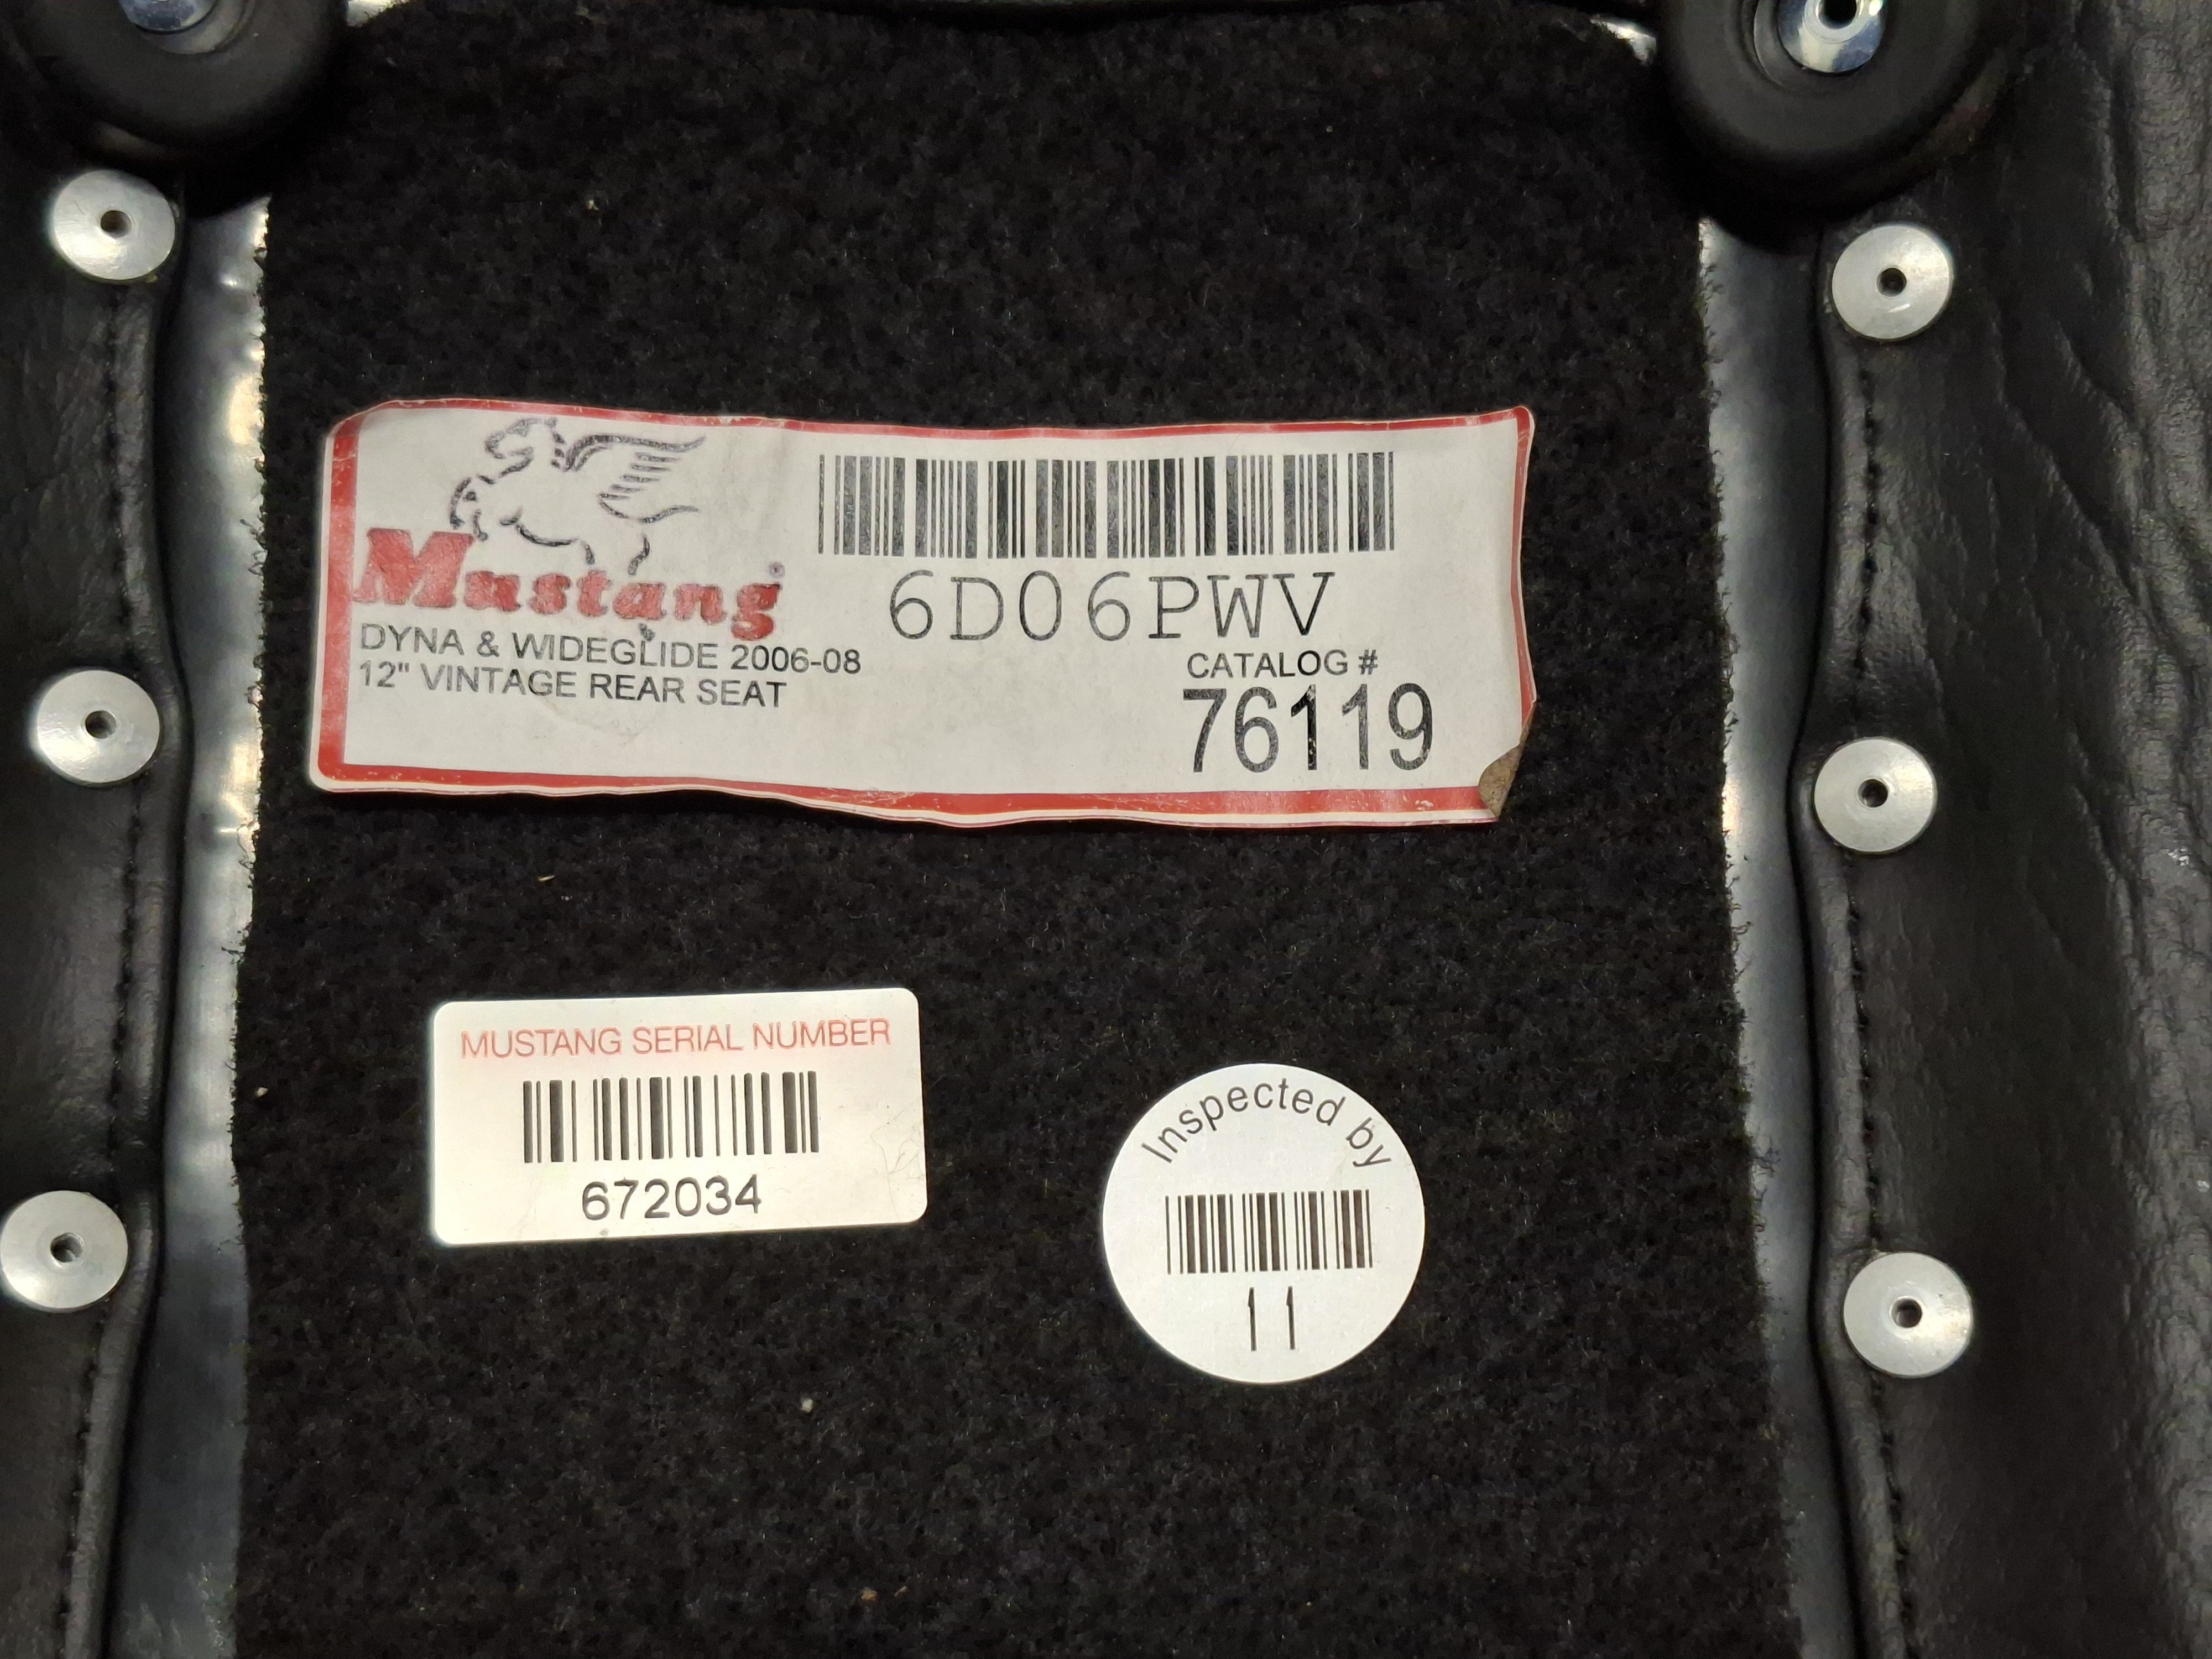 Mustang®
DYNA & WIDEGLIDE 2006-08
12" VINTAGE REAR SEAT
6D06PWV
CATALOG #
76119
MUSTANG SERIAL NUMBER
672034
Inspected by
11